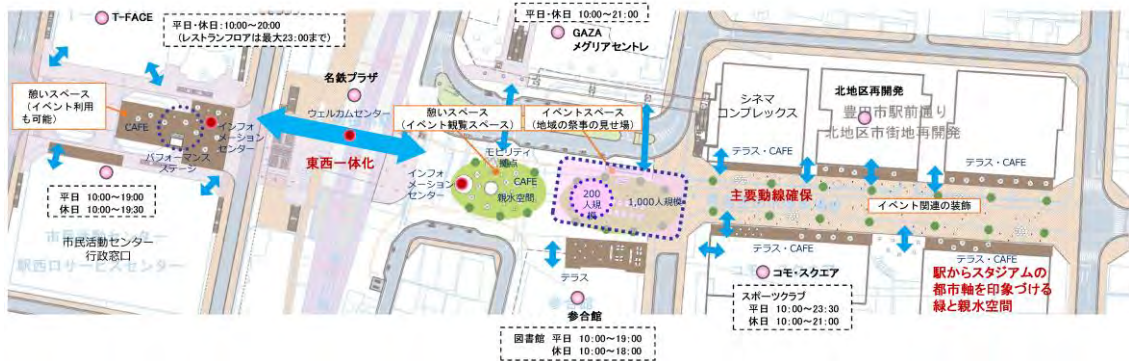 T-FACE
平日・休日:10:00～20:00
(レストランフロアは最大23:00まで)
平日・休日 10:00～21:00
GAZA
メグリアセントレ
憩いスペース
(イベント利用
も可能)
CAFE
インフォ
メーション
センター
パフォーマンス
ステージ
平日 10:00～19:00
休日 10:00～19:30
市民活動センター
行政窓口
市民活動センター
駅西口サービスセンター
名鉄プラザ
ウェルカムセンター
東西一体化
憩いスペース
(イベント観覧スペース)
イベントスペース
(地域の祭事の見せ場)
モビリティ
拠点
インフォ
メーション
センター
CAFE
親水空間
200
人規
模
1,000人規模
テラス
参合館
図書館 平日 10:00～19:00
休日 10:00～18:00
シネマ
コンプレックス
北地区再開発
豊田市駅前通り
北地区市街地再開発
テラス・CAFE
テラス・CAFE
主要動線確保
イベント関連の装飾
テラス・CAFE
テラス・CAFE
コモ・スクエア
コモ・スクエア
スポーツクラブ
平日 10:00～23:30
休日 10:00～21:00
駅からスタジアムの
都市軸を印象づける
緑と親水空間